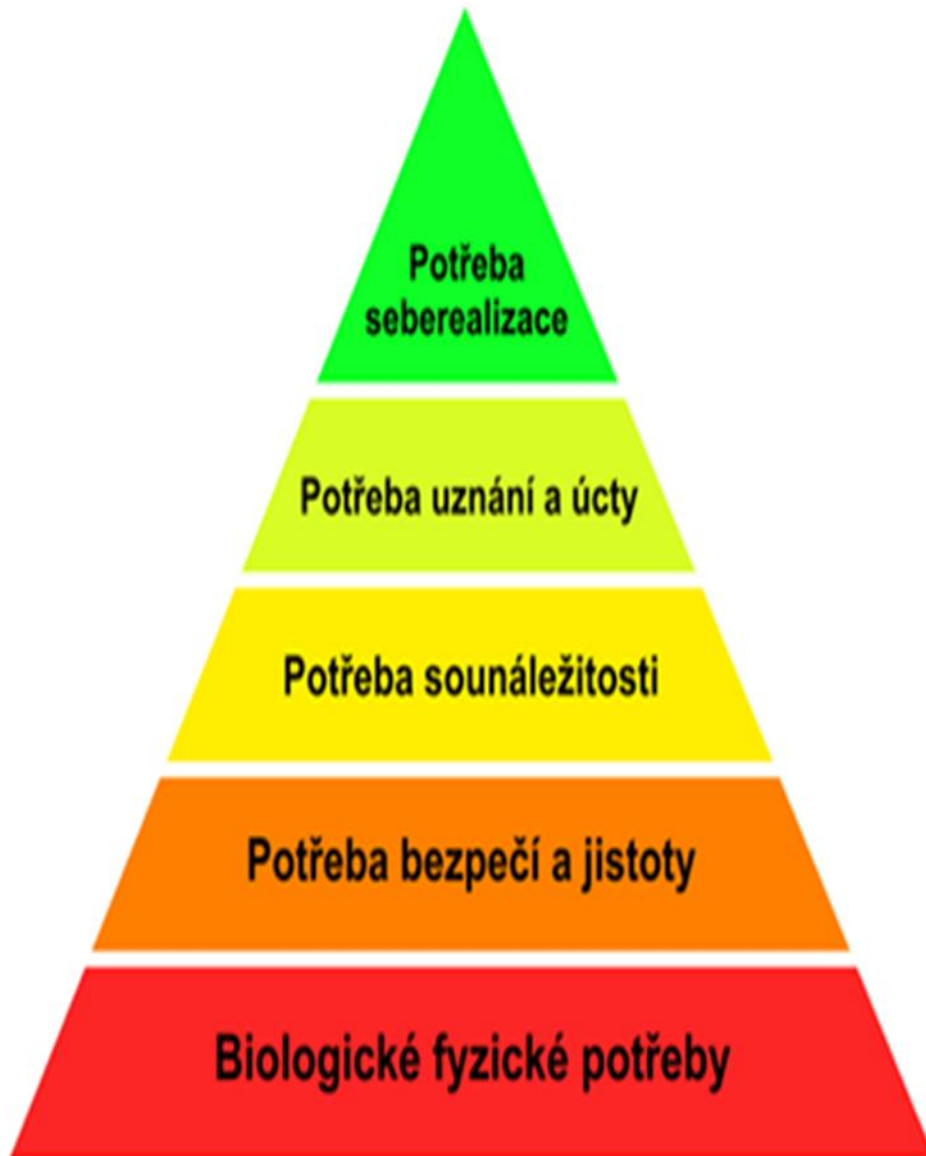 Potřeba
seberealizace
Potřeba uznání a úcty
Potřeba sounáležitosti
Potřeba bezpečí a jistoty
Biologické fyzické potřeby